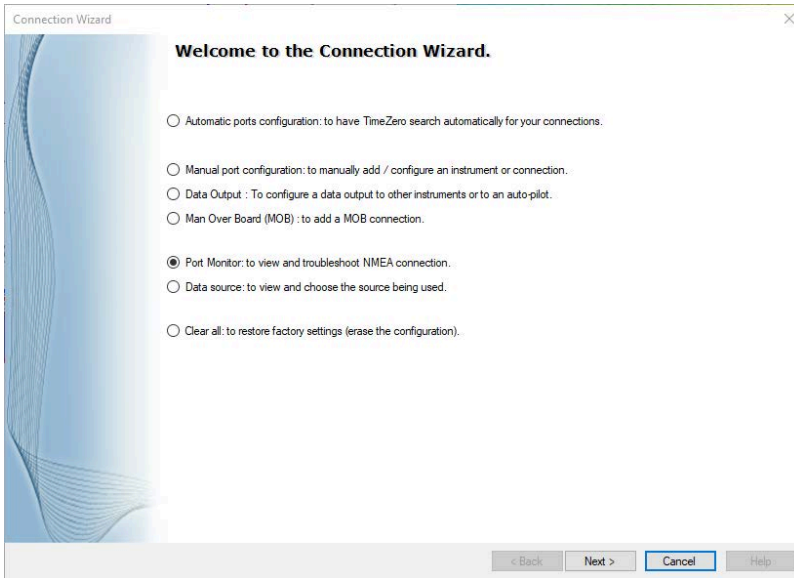 Connection Wizard
Welcome to the Connection Wizard.
Automatic ports configuration: to have TimeZero search automatically for your connections.
Manual port configuration: to manually add / configure an instrument or connection.
Data Output : To configure a data output to other instruments or to an auto-pilot.
Man Over Board (MOB) : to add a MOB connection.
Port Monitor: to view and troubleshoot NMEA connection.
Data source: to view and choose the source being used.
Clear all: to restore factory settings (erase the configuration).
< Back Next > Cancel Help